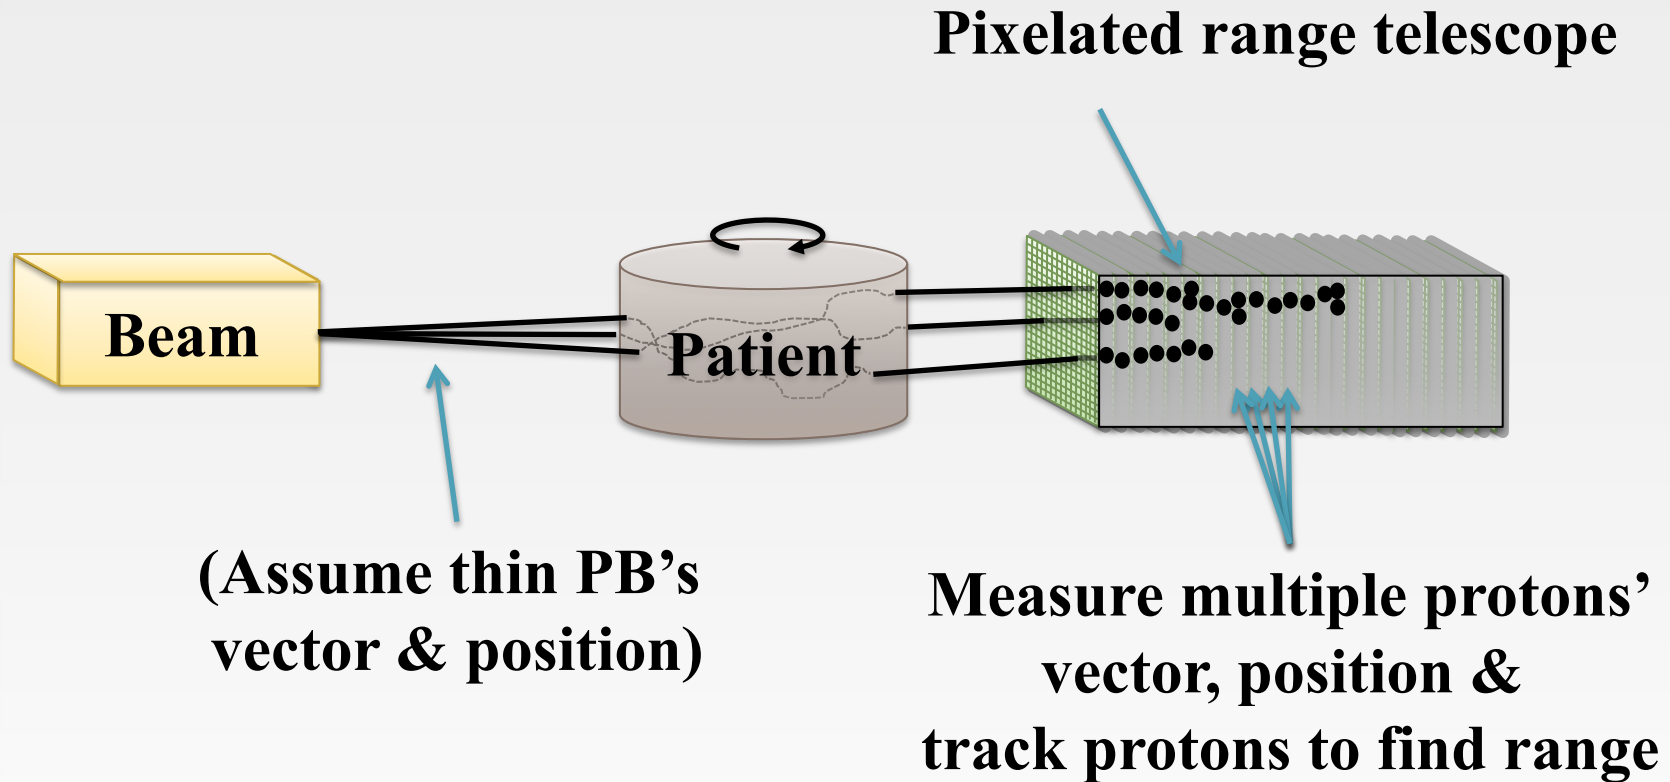 Pixelated range telescope
Beam
Patient
(Assume thin PB’s
vector & position)
Measure multiple protons’
vector, position &
track protons to find range